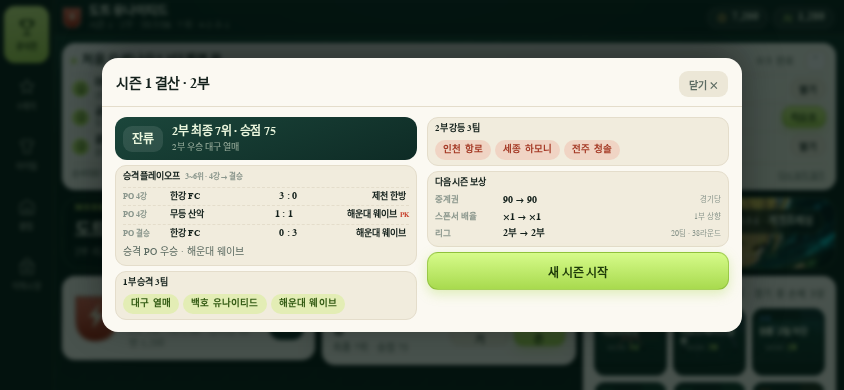 시즌 1 결산 · 2부
닫기 ×
잔류
2부 최종 7위 · 승점 75
2부 우승 대구 열매
승격 플레이오프 3–6위 · 4강 → 결승
PO 4강 한강 FC 3 : 0 제천 한방
PO 4강 무등 산악 1 : 1 해운대 웨이브 PK
PO 결승 한강 FC 0 : 3 해운대 웨이브
승격 PO 우승 · 해운대 웨이브
1부 승격 3팀
대구 열매 백호 유나이티드 해운대 웨이브
2부 강등 3팀
인천 항로 세종 하모니 전주 청솔
다음 시즌 보상
중계권 90 → 90 경기당
스폰서 배율 ×1 → ×1 1부 상향
리그 2부 → 2부 20팀 · 38라운드
새 시즌 시작